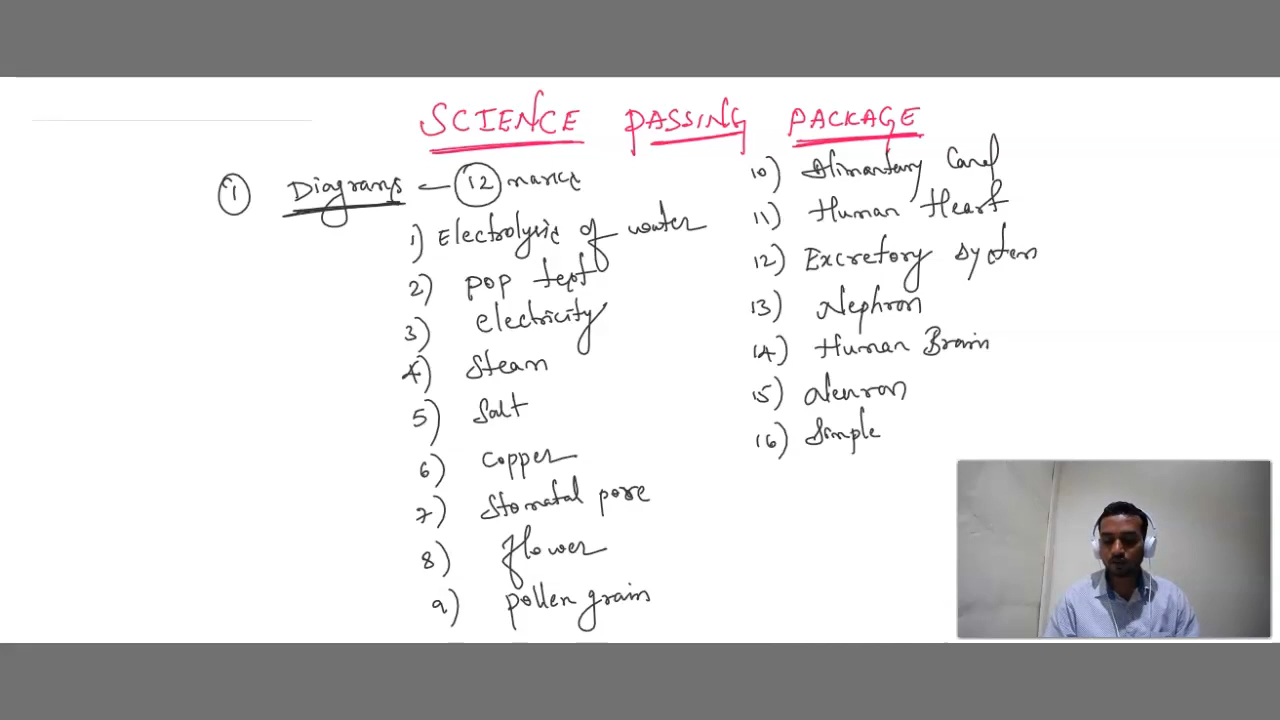 SCIENCE PASSING PACKAGE
1 Diagrams - 12 marks
1) Electrolysis of water
2) pop test
3) electricity
4) Steam
5) Salt
6) Copper
7) Stomatal pore
8) flower
9) pollen grain
10) Alimantary Canal
11) Human Heart
12) Excretory System
13) Nephron
14) Human Brain
15) Neuron
16) Simple